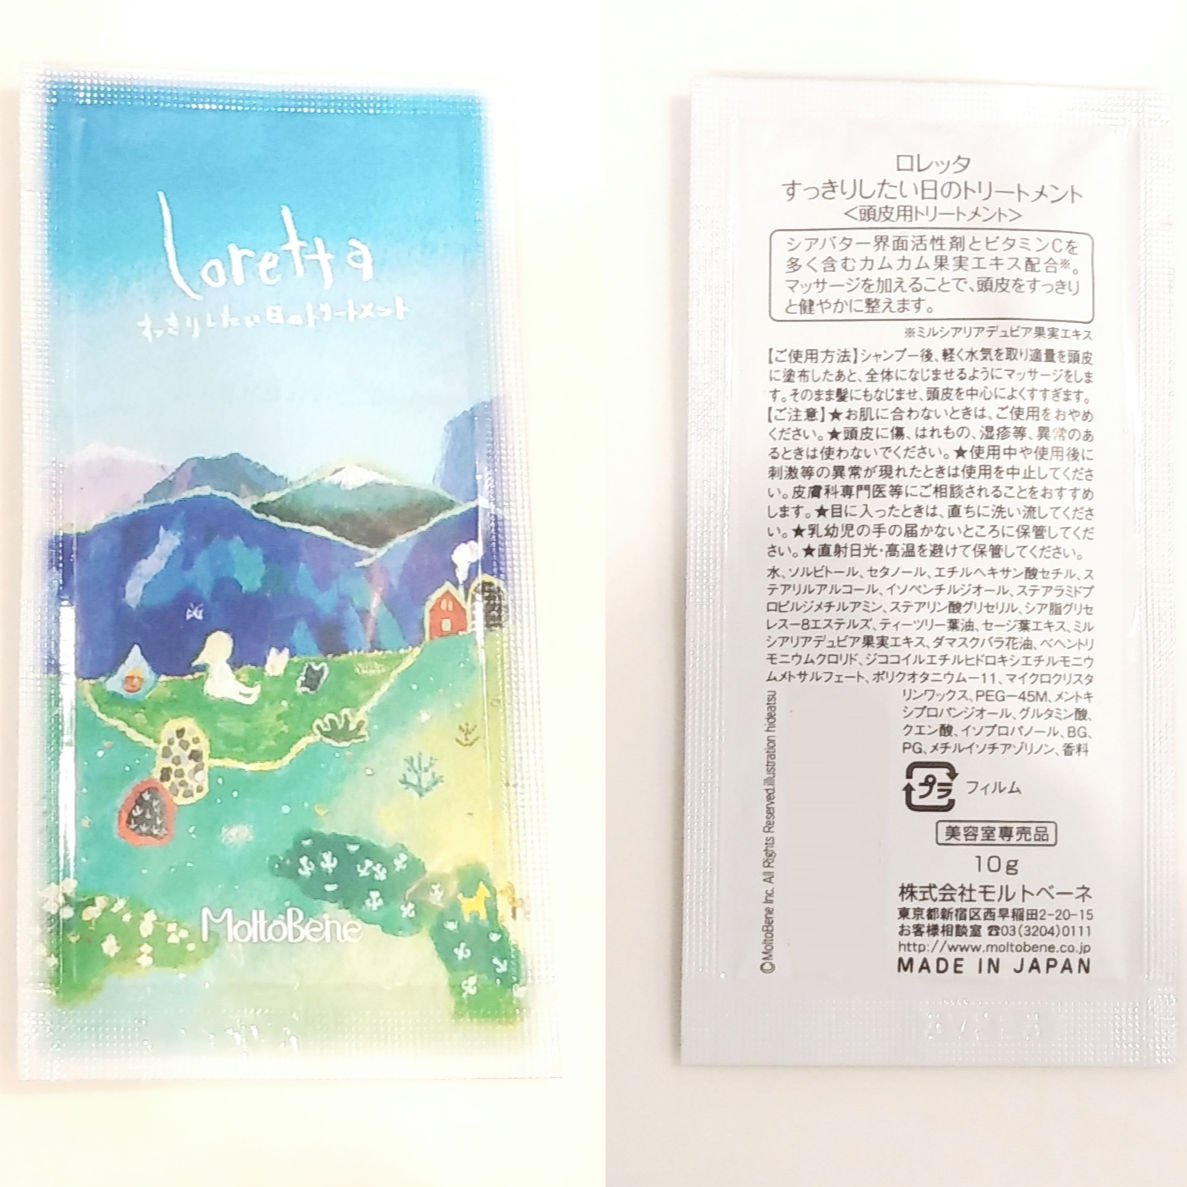 loretta
すっきりしたい日のトリートメント
MoltoBene
ロレッタ
すっきりしたい日のトリートメント
<頭皮用トリートメント>
シアバター界面活性剤とビタミンCを
多く含むカムカム果実エキス配合※。
マッサージを加えることで、頭皮をすっきり
と健やかに整えます。
※ミルシアリアデュビア果実エキス
【ご使用方法】シャンプー後、軽く水気を取り適量を頭皮
に塗布したあと、全体になじませるようにマッサージをしま
す。そのまま髪にもなじませ、頭皮を中心によくすすぎます。
【ご注意】★お肌に合わないときは、ご使用をおやめ
ください。★頭皮に傷、はれもの、湿疹等、異常のあ
るときは使わないでください。★使用中や使用後に
刺激等の異常が現れたときは使用を中止してくださ
い。皮膚科専門医等にご相談されることをおすすめ
します。★目に入ったときは、直ちに洗い流してくださ
い。★乳幼児の手の届かないところに保管してくだ
さい。★直射日光・高温を避けて保管してください。
水、ソルビトール、セタノール、エチルヘキサン酸セチル、ス
テアリルアルコール、イソペンチルジオール、ステアラミドプ
ロピルジメチルアミン、ステアリン酸グリセリル、シア脂グリセ
レス-8エステルズ、ティーツリー葉油、セージ葉エキス、ミル
シアリアデュビア果実エキス、ダマスクバラ花油、ベヘントリ
モニウムクロリド、ジココイルエチルヒドロキシエチルモニウ
ムメトサルフェート、ポリクオタニウム-11、マイクロクリスタ
リンワックス、PEG-45M、メントキ
シプロパンジオール、グルタミン酸、
クエン酸、イソプロパノール、BG、
PG、メチルイソチアゾリノン、香料
プラ フィルム
美容室専売品
10g
株式会社モルトベーネ
東京都新宿区西早稲田2-20-15
お客様相談室 ☎03(3204)0111
http://www.moltobene.co.jp
MADE IN JAPAN
©MoltoBene Inc. All Rights Reserved.illustration hideatsu